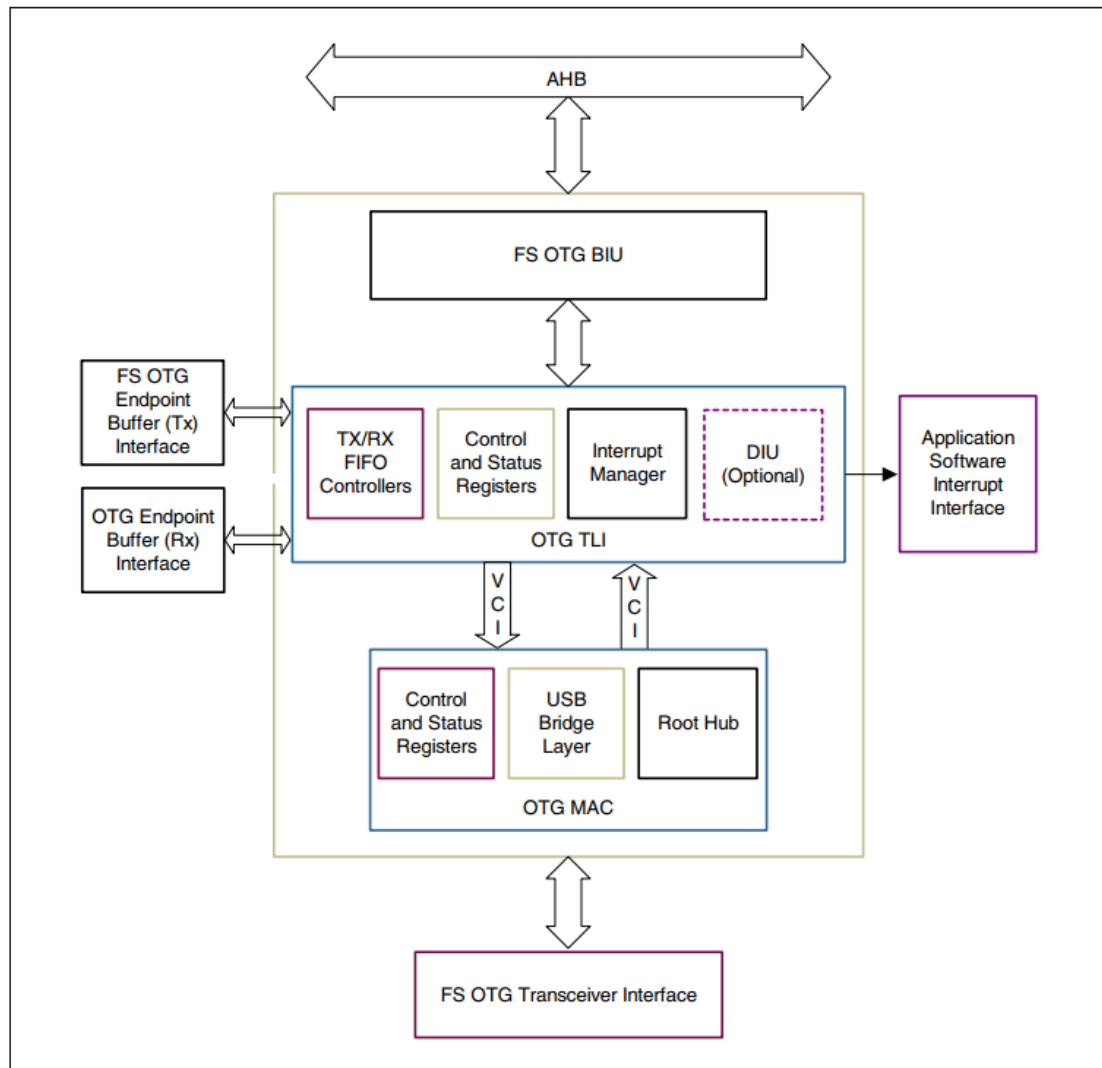 AHB
FS OTG BIU
FS OTG
Endpoint
Buffer (Tx)
Interface
OTG Endpoint
Buffer (Rx)
Interface
TX/RX
FIFO
Controllers
Control
and Status
Registers
Interrupt
Manager
DIU
(Optional)
OTG TLI
Application
Software
Interrupt
Interface
V
C
I
V
C
I
Control
and Status
Registers
USB
Bridge
Layer
Root Hub
OTG MAC
FS OTG Transceiver Interface